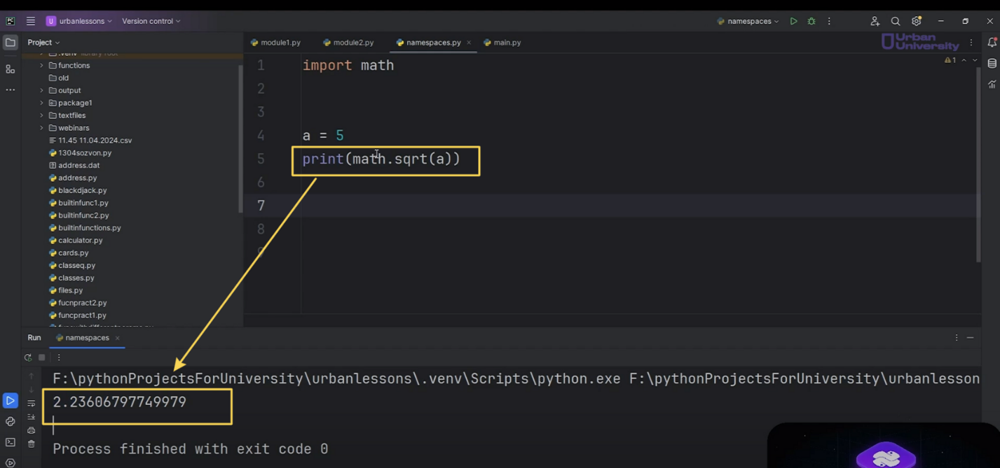 PC
U urbanlessons
Version control
namespaces
Project
module1.py
module2.py
namespaces.py
main.py
Urban
University
.venv library root
functions
old
output
package1
textfiles
webinars
11.45 11.04.2024.csv
1304sozvon.py
address.dat
address.py
blackdjack.py
builtinfunc1.py
builtinfunc2.py
builtinfunctions.py
calculator.py
cards.py
classeq.py
classes.py
files.py
fucnpract2.py
funcpract1.py
1 import math
1
2
3
4 a = 5
5 print(math.sqrt(a))
6
7
8
9
Run
namespaces
F:\pythonProjectsForUniversity\urbanlessons\.venv\Scripts\python.exe F:\pythonProjectsForUniversity\urbanlesson
2.23606797749979
Process finished with exit code 0